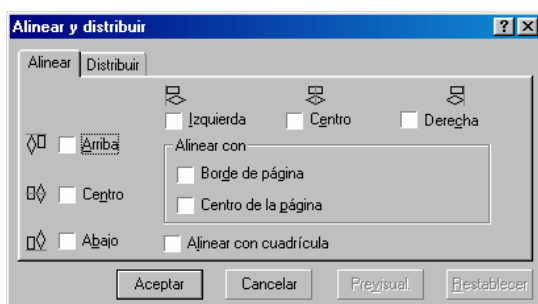 Alinear y distribuir
Alinear Distribuir
Izquierda Centro Derecha
Arriba
Alinear con
Borde de página
Centro
Centro de la página
Abajo
Alinear con cuadrícula
Aceptar Cancelar Previsual. Restablecer